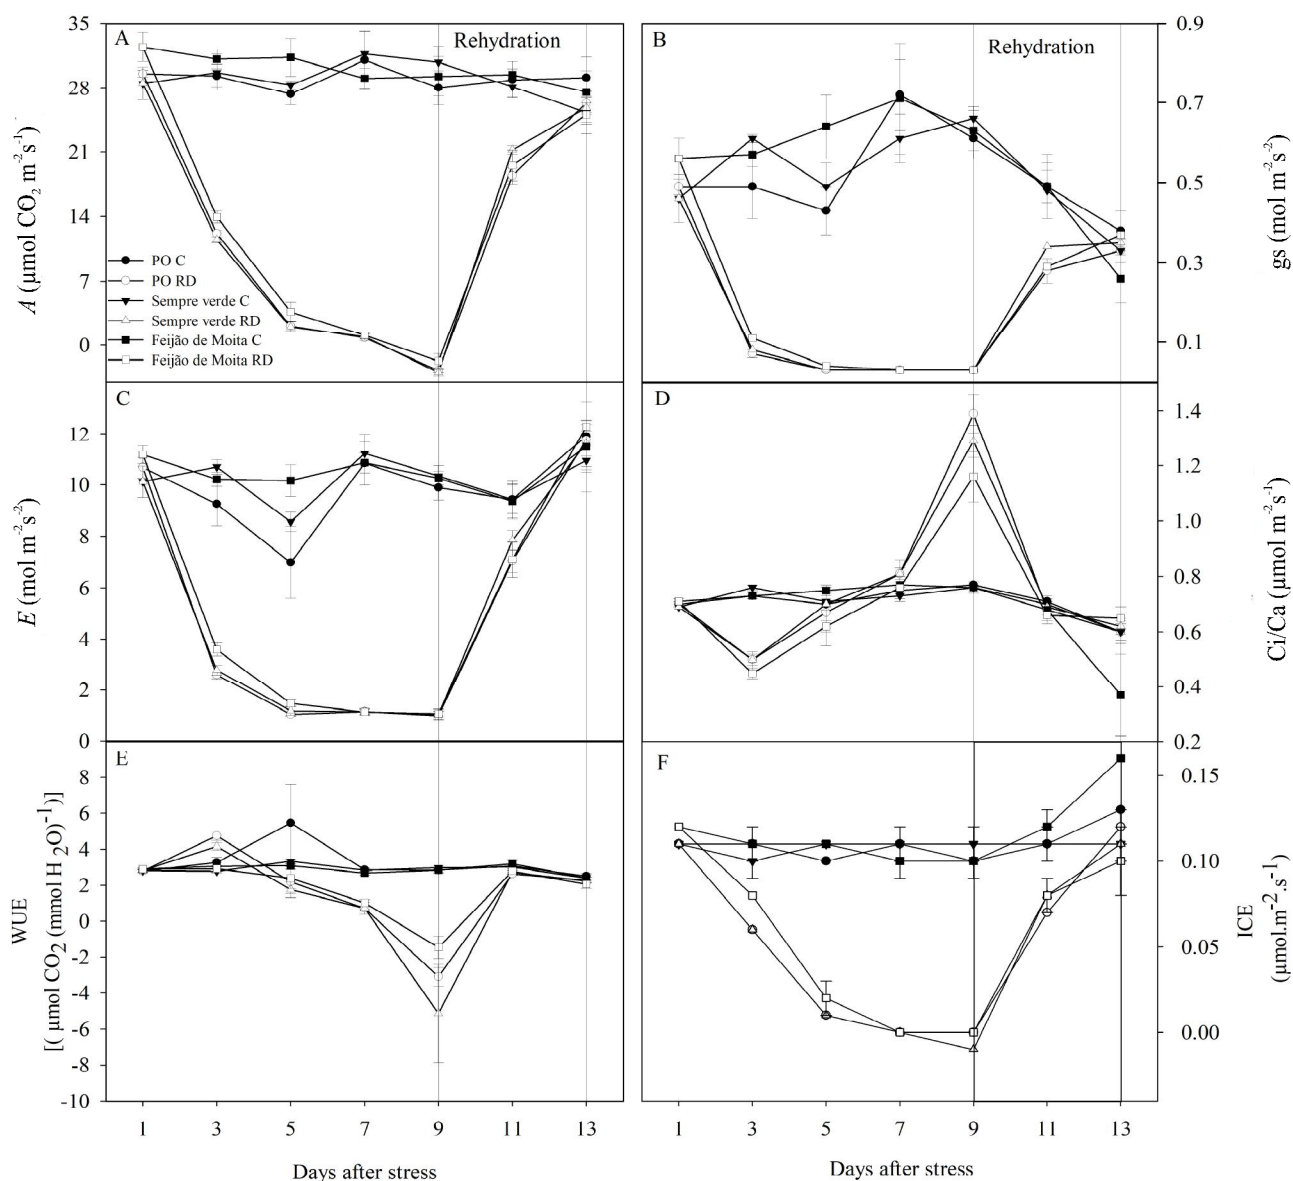 A
Rehydration
35
28
21
14
7
0
A (µmol CO2 m-2s-1)
PO C
PO RD
Sempre verde C
Sempre verde RD
Feijão de Moita C
Feijão de Moita RD
B
Rehydration
0.9
0.7
0.5
0.3
0.1
gs (mol m-2s-2)
C
12
10
8
6
4
2
0
E (mol m-2s-2)
D
1.4
1.2
1.0
0.8
0.6
0.4
0.2
Ci/Ca (µmol m-2s-1)
E
8
6
4
2
0
-2
-4
-6
-8
-10
WUE
[(µmol CO2 (mmol H2O)-1)]
1 3 5 7 9 11 13
Days after stress
F
0.15
0.10
0.05
0.00
ICE
(µmol.m-2.s-1)
1 3 5 7 9 11 13
Days after stress